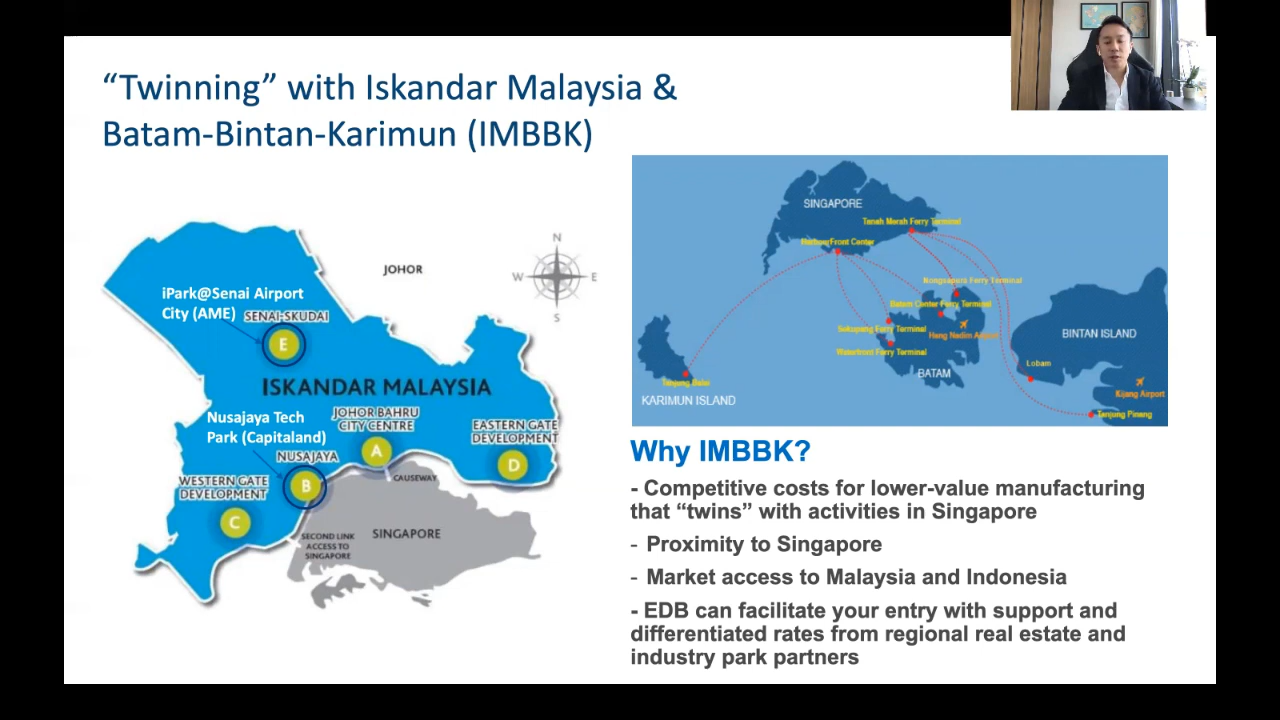 “Twinning” with Iskandar Malaysia &
Batam-Bintan-Karimun (IMBBK)
N
W
E
S
JOHOR
iPark@Senai Airport
City (AME)
SENAI-SKUDAI
E
ISKANDAR MALAYSIA
Nusajaya Tech
Park (Capitaland)
NUSAJAYA
B
JOHOR BAHRU
CITY CENTRE
A
EASTERN GATE
DEVELOPMENT
D
WESTERN GATE
DEVELOPMENT
C
CAUSEWAY
SECOND LINK
ACCESS TO
SINGAPORE
SINGAPORE
SINGAPORE
Tanah Merah Ferry Terminal
HarbourFront Center
Nongsapura Ferry Terminal
Batam Center Ferry Terminal
Sekupang Ferry Terminal
Hang Nadim
Waterfront Ferry Terminal
BATAM
BINTAN ISLAND
Lobam
Kijang Airport
Tanjung Pinang
Tanjung Balai
KARIMUN ISLAND
Why IMBBK?
- Competitive costs for lower-value manufacturing
that “twins” with activities in Singapore
- Proximity to Singapore
- Market access to Malaysia and Indonesia
- EDB can facilitate your entry with support and
differentiated rates from regional real estate and
industry park partners